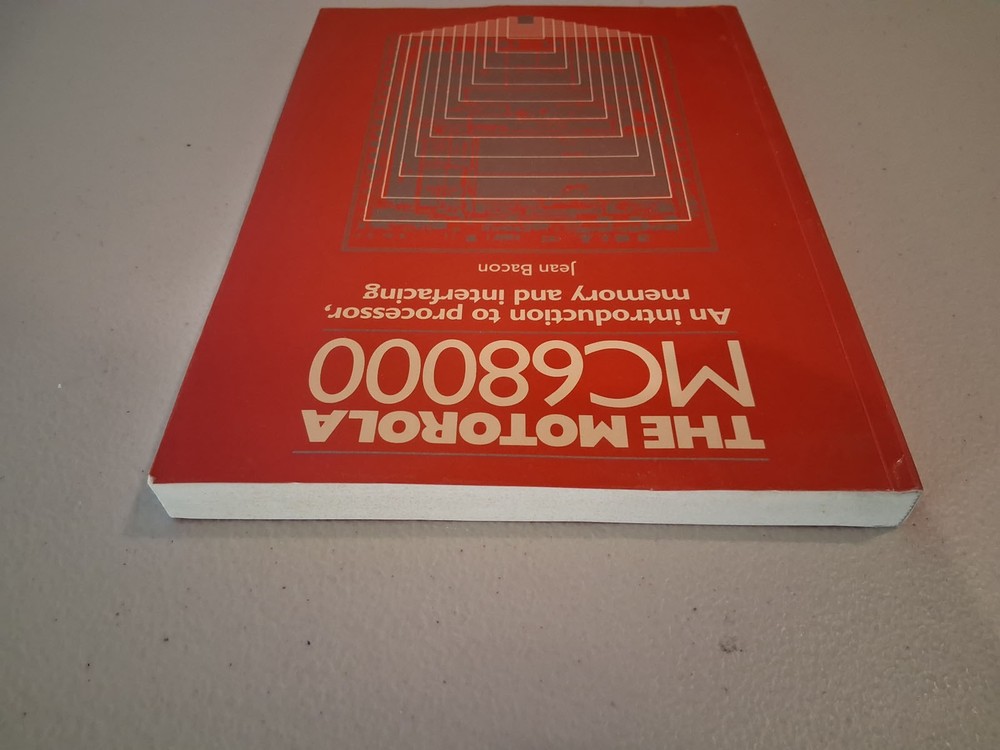 THE MOTOROLA
MC68000
An introduction to processor,
memory and interfacing
Jean Bacon